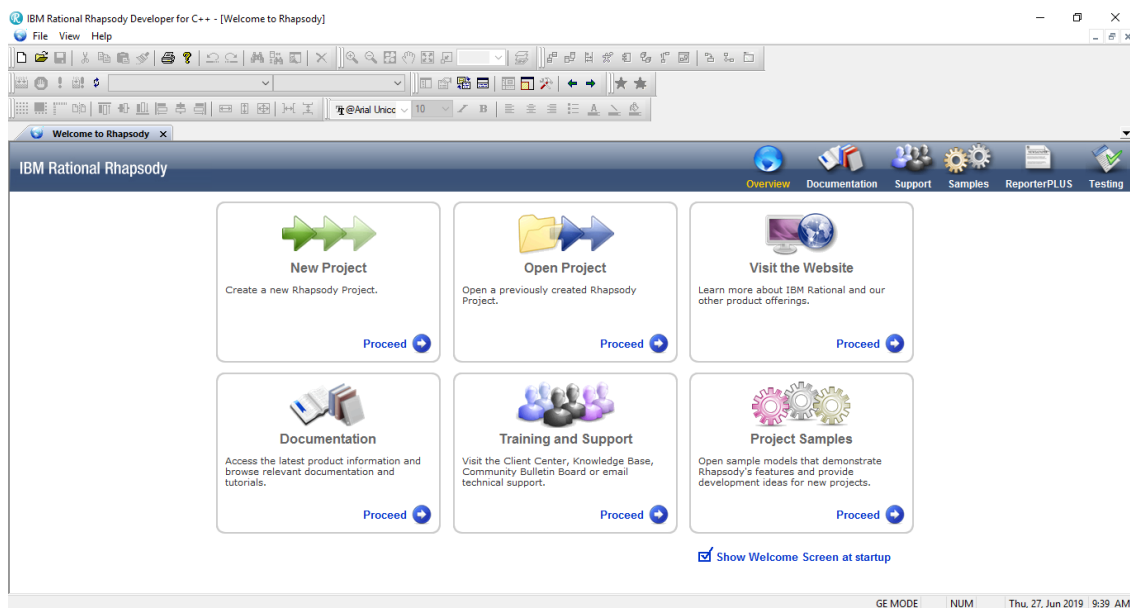 IBM Rational Rhapsody Developer for C++ - [Welcome to Rhapsody]
File View Help
@Arial Unicc 10
Welcome to Rhapsody
IBM Rational Rhapsody
Overview Documentation Support Samples ReporterPLUS Testing
New Project
Create a new Rhapsody Project.
Proceed
Open Project
Open a previously created Rhapsody
Project.
Proceed
Visit the Website
Learn more about IBM Rational and our
other product offerings.
Proceed
Documentation
Access the latest product information and
browse relevant documentation and
tutorials.
Proceed
Training and Support
Visit the Client Center, Knowledge Base,
Community Bulletin Board or email
technical support.
Proceed
Project Samples
Open sample models that demonstrate
Rhapsody's features and provide
development ideas for new projects.
Proceed
Show Welcome Screen at startup
GE MODE NUM Thu, 27, Jun 2019 9:39 AM